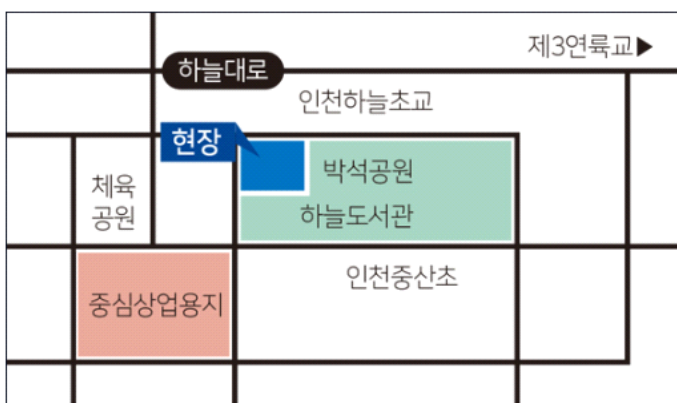 제3연륙교▶
하늘대로
인천하늘초교
현장
박석공원
체육
공원
하늘도서관
인천중산초
중심상업용지